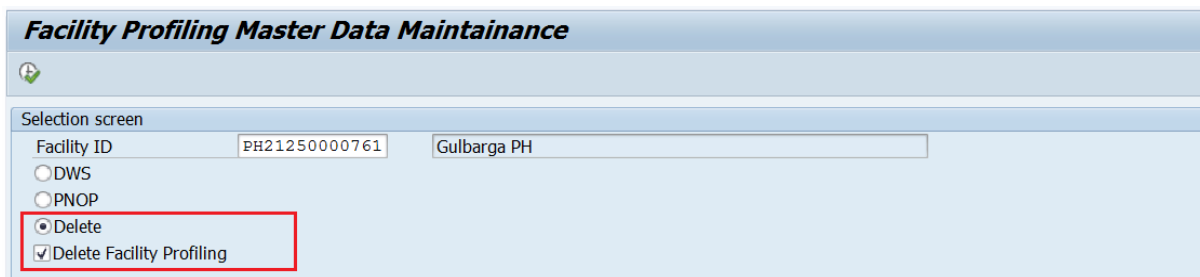 Facility Profiling Master Data Maintainance
Selection screen
Facility ID PH21250000761 Gulbarga PH
DWS
PNOP
Delete
Delete Facility Profiling